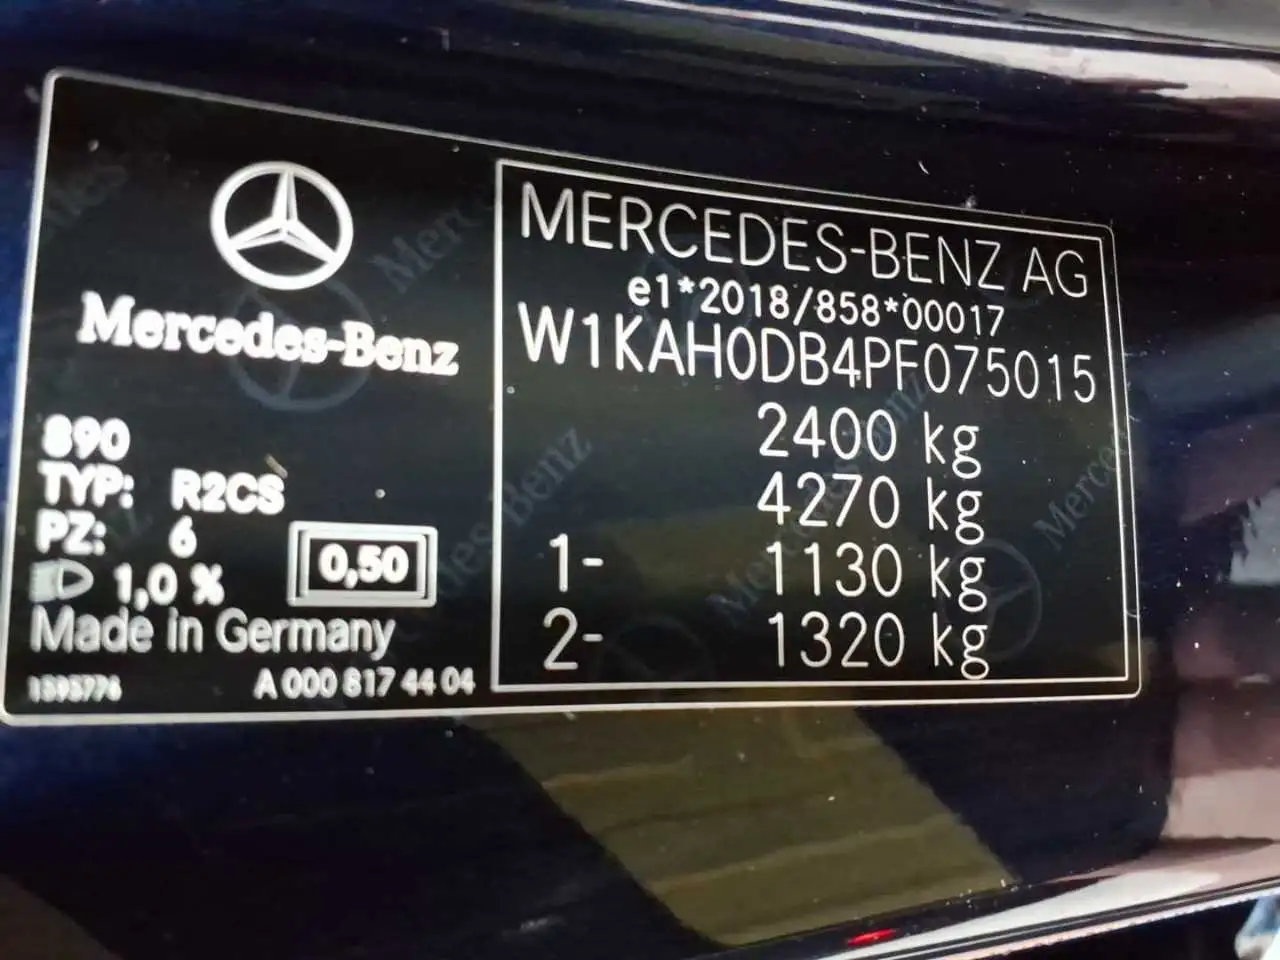 Mercedes-Benz
890
TYP: R2CS
PZ: 6
1,0 %
0,50
Made in Germany
A 000 817 44 04
MERCEDES-BENZ AG
e1*2018/858*00017
W1KAH0DB4PF075015
2400 kg
4270 kg
1- 1130 kg
2- 1320 kg